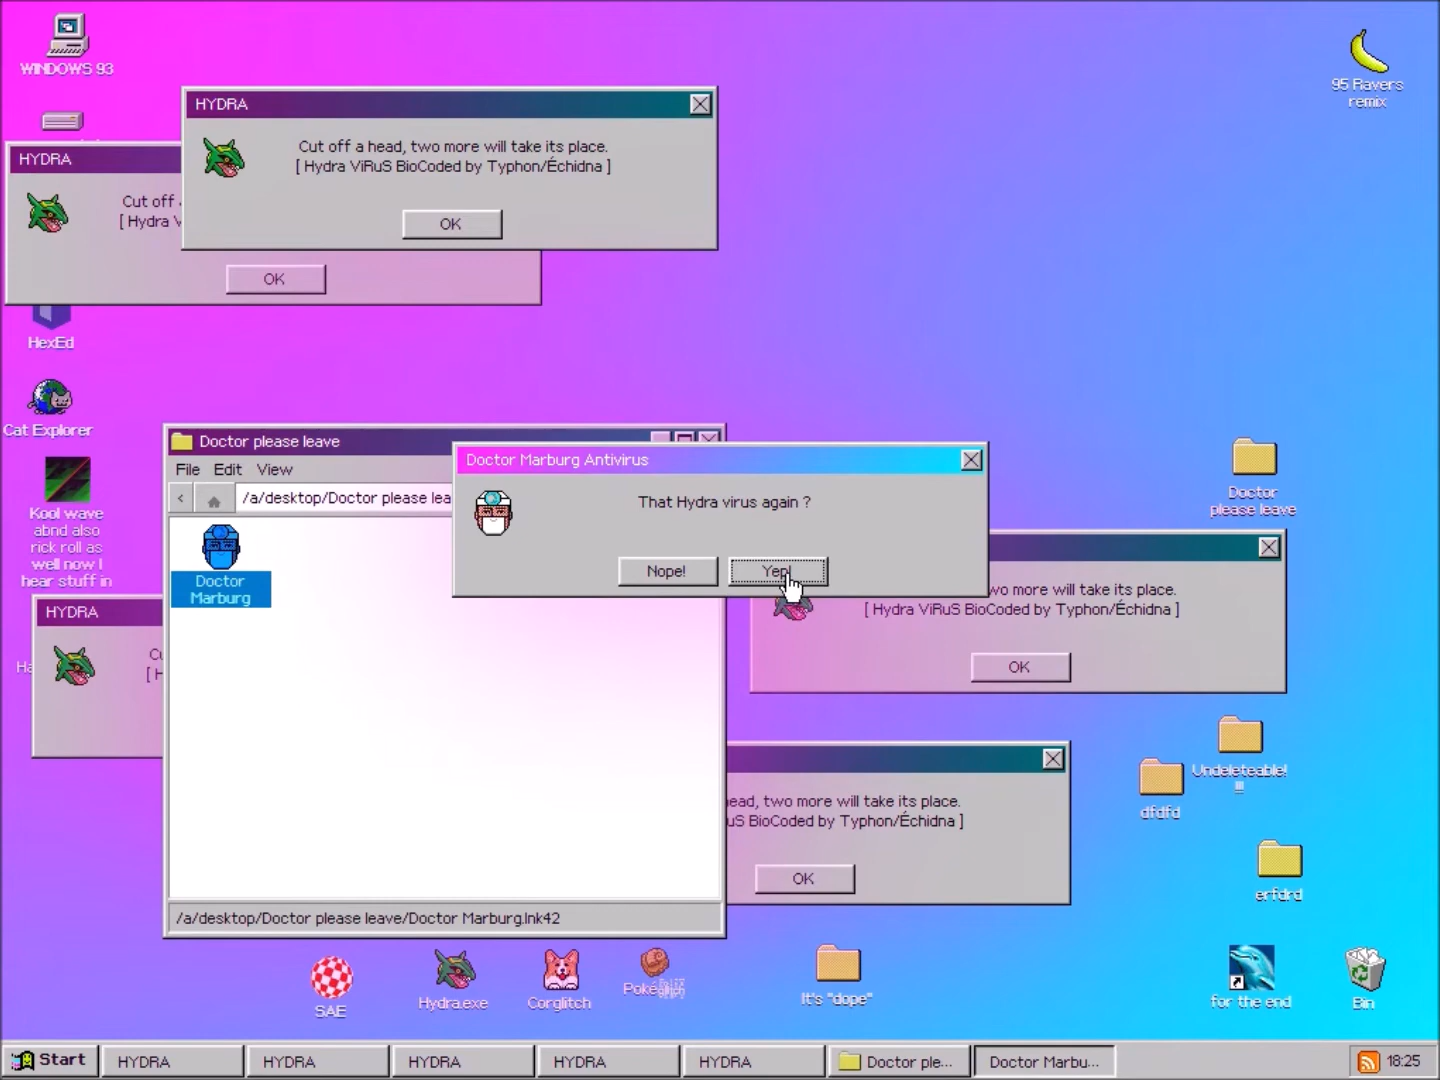 WINDOWS 93
95 Ravers
remix
HYDRA
Cut off a head, two more will take its place.
[ Hydra ViRuS BioCoded by Typhon/Échidna ]
OK
HYDRA
Cut off
[ Hydra
OK
HexEd
Cat Explorer
Kool wave
abnd also
rick roll as
well now I
hear stuff in
Doctor please leave
File Edit View
< /a/desktop/Doctor please lea
Doctor
Marburg
/a/desktop/Doctor please leave/Doctor Marburg.lnk42
Doctor Marburg Antivirus
That Hydra virus again ?
Nope! Yep!
Doctor
please leave
HYDRA
two more will take its place.
[ Hydra ViRuS BioCoded by Typhon/Échidna ]
OK
head, two more will take its place.
BioCoded by Typhon/Échidna ]
OK
Undeleteable!
!!!
dfdfd
erfdrd
SAE
Hydra.exe
Corglitch
Pokéglitch
It's "dope"
for the end
Bin
Start
HYDRA
HYDRA
HYDRA
HYDRA
HYDRA
Doctor ple...
Doctor Marbu...
18:25